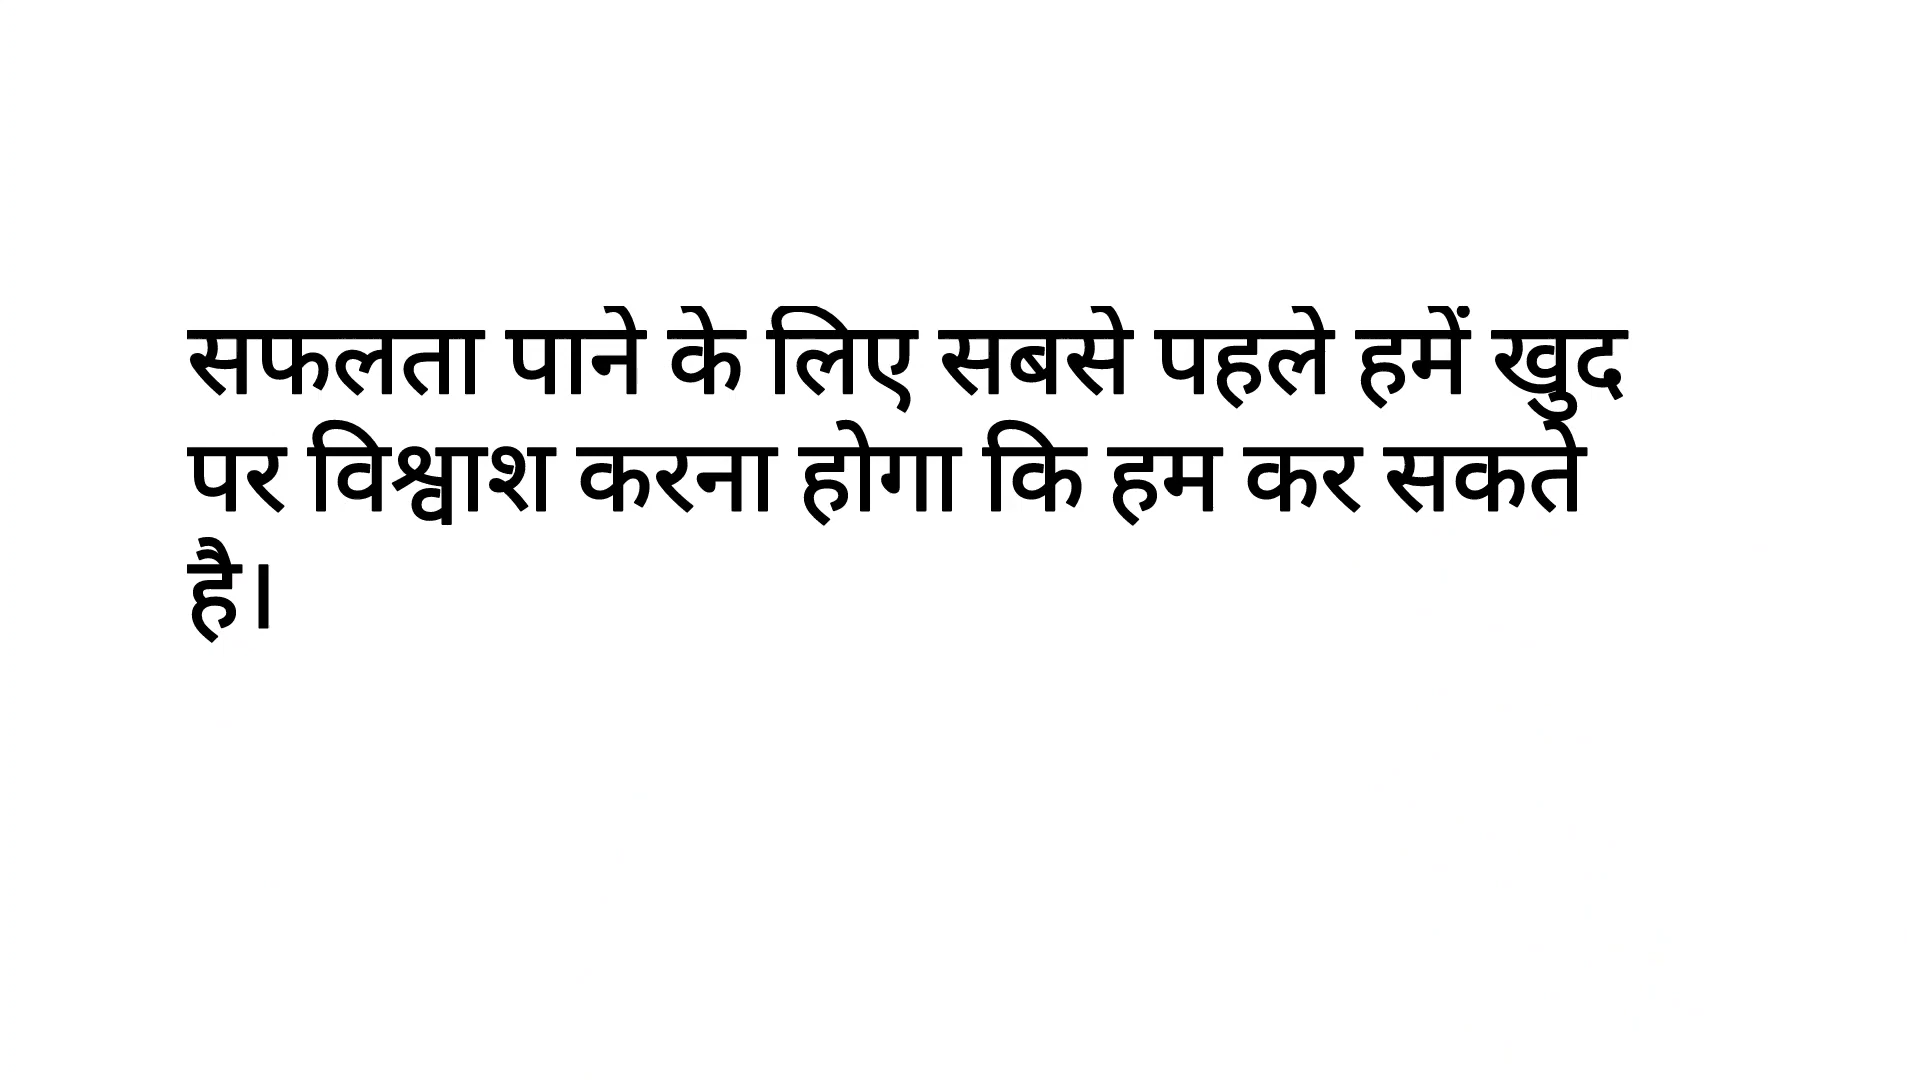 सफलता पाने के लिए सबसे पहले हमें खुद
पर विश्वाश करना होगा कि हम कर सकते
है।